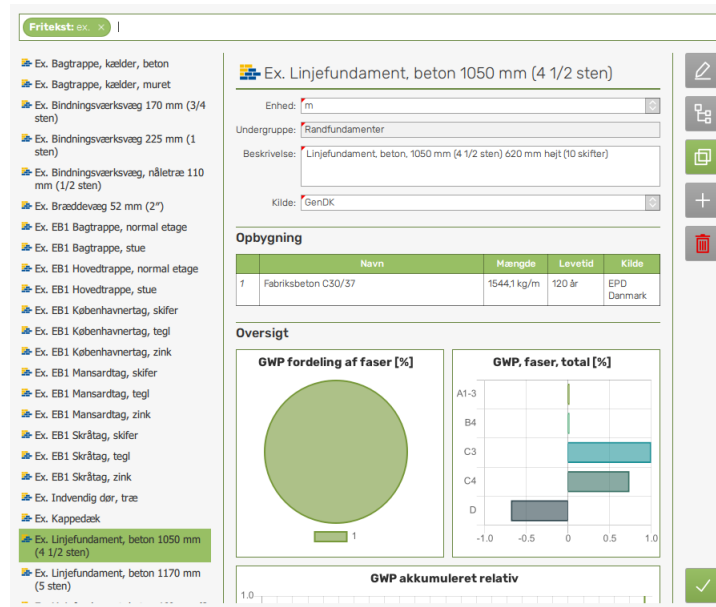 Fritekst: ex. ×
Ex. Bagtrappe, kælder, beton
Ex. Bagtrappe, kælder, muret
Ex. Bindningsværksvæg 170 mm (3/4
sten)
Ex. Bindningsværksvæg 225 mm (1
sten)
Ex. Bindningsværksvæg, nåletræ 110
mm (1/2 sten)
Ex. Bræddevæg 52 mm (2")
Ex. EB1 Bagtrappe, normal etage
Ex. EB1 Bagtrappe, stue
Ex. EB1 Hovedtrappe, normal etage
Ex. EB1 Hovedtrappe, stue
Ex. EB1 Københavnertag, skifer
Ex. EB1 Københavnertag, tegl
Ex. EB1 Københavnertag, zink
Ex. EB1 Mansardtag, skifer
Ex. EB1 Mansardtag, tegl
Ex. EB1 Mansardtag, zink
Ex. EB1 Skråtag, skifer
Ex. EB1 Skråtag, tegl
Ex. EB1 Skråtag, zink
Ex. Indvendig dør, træ
Ex. Kappedæk
Ex. Linjefundament, beton 1050 mm
(4 1/2 sten)
Ex. Linjefundament, beton 1170 mm
(5 sten)
Ex. Linjefundament, beton 1050 mm (4 1/2 sten)
Enhed: m
Undergruppe: Randfundamenter
Beskrivelse: Linjefundament, beton, 1050 mm (4 1/2 sten) 620 mm højt (10 skifter)
Kilde: GenDK
Opbygning
Navn Mængde Levetid Kilde
1 Fabriksbeton C30/37 1544,1 kg/m 120 år EPD
Danmark
Oversigt
GWP fordeling af faser [%]
1
GWP, faser, total [%]
A1-3
B4
C3
C4
D
-1.0 -0.5 0 0.5 1.0
GWP akkumuleret relativ
1.0